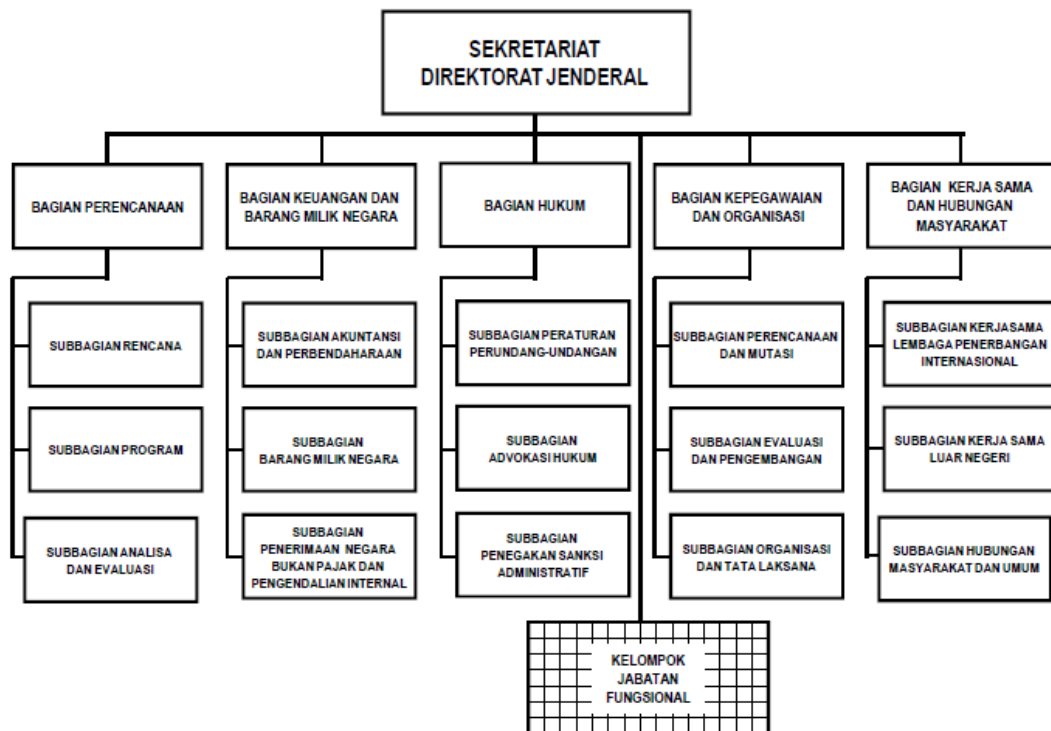 SEKRETARIAT
DIREKTORAT JENDERAL
BAGIAN PERENCANAAN
BAGIAN KEUANGAN DAN
BARANG MILIK NEGARA
BAGIAN HUKUM
BAGIAN KEPEGAWAIAN
DAN ORGANISASI
BAGIAN KERJA SAMA
DAN HUBUNGAN
MASYARAKAT
SUBBAGIAN RENCANA
SUBBAGIAN AKUNTANSI
DAN PERBENDAHARAAN
SUBBAGIAN PERATURAN
PERUNDANG-UNDANGAN
SUBBAGIAN PERENCANAAN
DAN MUTASI
SUBBAGIAN KERJASAMA
LEMBAGA PENERBANGAN
INTERNASIONAL
SUBBAGIAN PROGRAM
SUBBAGIAN
BARANG MILIK NEGARA
SUBBAGIAN
ADVOKASI HUKUM
SUBBAGIAN EVALUASI
DAN PENGEMBANGAN
SUBBAGIAN KERJA SAMA
LUAR NEGERI
SUBBAGIAN ANALISA
DAN EVALUASI
SUBBAGIAN
PENERIMAAN NEGARA
BUKAN PAJAK DAN
PENGENDALIAN INTERNAL
SUBBAGIAN
PENEGAKAN SANKSI
ADMINISTRATIF
SUBBAGIAN ORGANISASI
DAN TATA LAKSANA
SUBBAGIAN HUBUNGAN
MASYARAKAT DAN UMUM
KELOMPOK
JABATAN
FUNGSIONAL